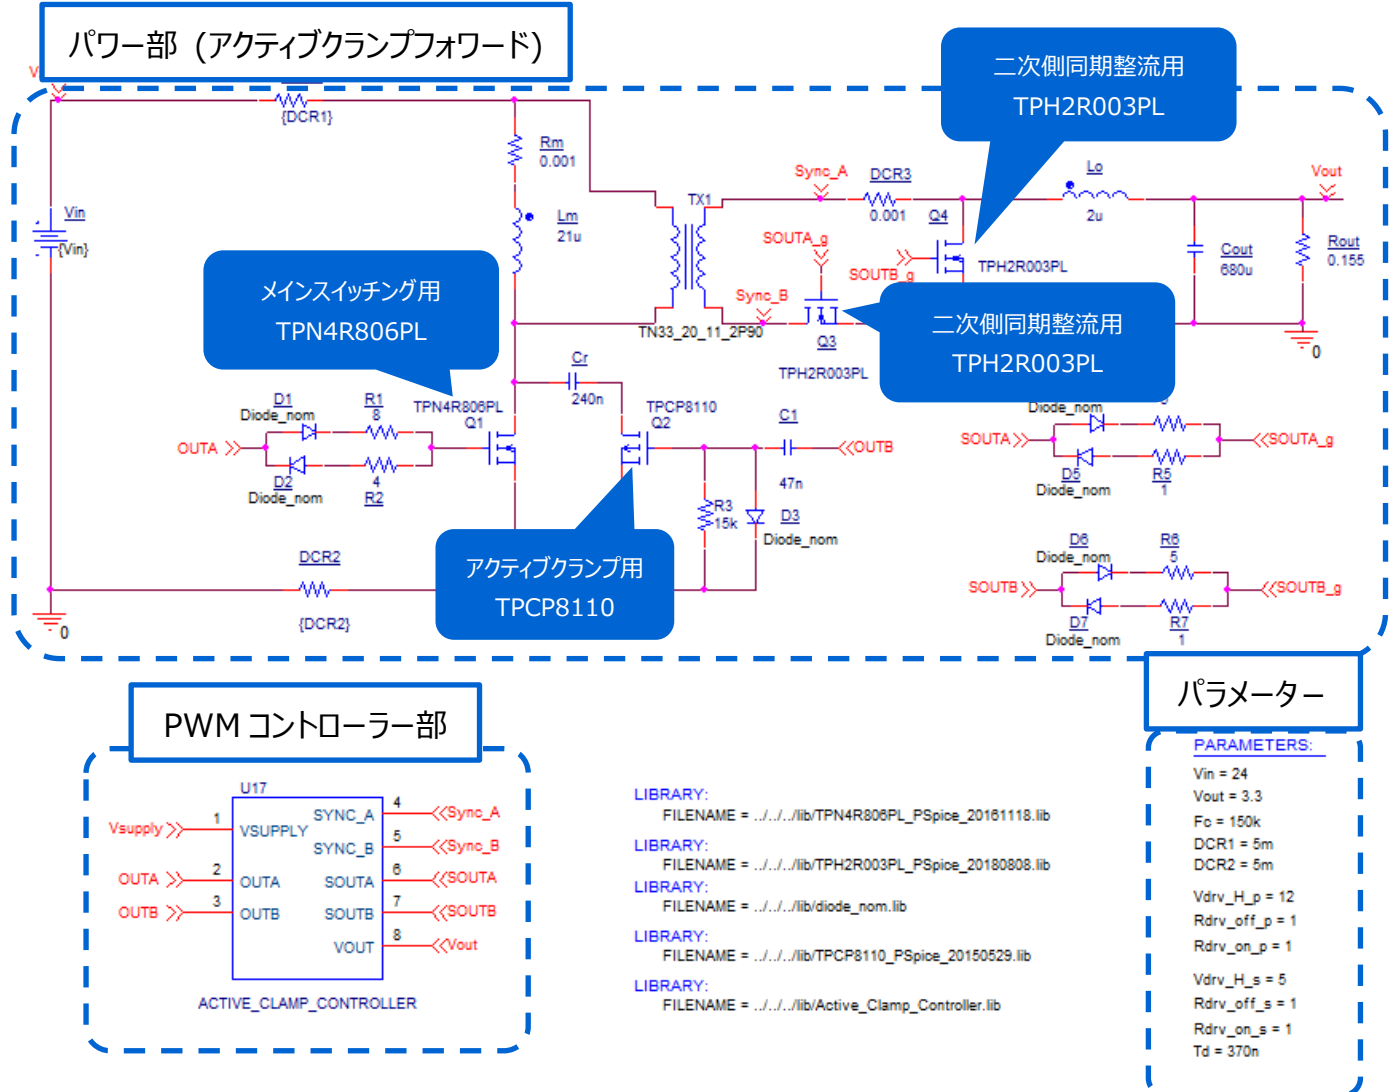 パワー部 (アクティブクランプフォワード)
二次側同期整流用
TPH2R003PL
{DCR1}
Rm
0.001
Lm
21u
Vin
{Vin}
メインスイッチング用
TPN4R806PL
TX1
TN33_20_11_2P90
Sync_A
DCR3
0.001
Q4
TPH2R003PL
Lo
2u
Vout
SOUTA_g
SOUTB_g
Sync_B
Q3
TPH2R003PL
Cout
680u
Rout
0.155
0
二次側同期整流用
TPH2R003PL
Cr
240n
D1
Diode_nom
R1
8
TPN4R806PL
Q1
OUTA
D2
Diode_nom
4
R2
TPCP8110
Q2
C1
47n
OUTB
R3
15k
D3
Diode_nom
アクティブクランプ用
TPCP8110
DCR2
{DCR2}
0
Diode_nom
SOUTA
SOUTA_g
D5
Diode_nom
R5
1
D6
Diode_nom
R6
5
SOUTB
SOUTB_g
D7
Diode_nom
R7
1
PWM コントローラー部
U17
1
VSUPPLY
Vsupply
2
OUTA
OUTA
3
OUTB
OUTB
SYNC_A
4
Sync_A
SYNC_B
5
Sync_B
SOUTA
6
SOUTA
SOUTB
7
SOUTB
VOUT
8
Vout
ACTIVE_CLAMP_CONTROLLER
LIBRARY:
FILENAME = ../../../lib/TPN4R806PL_PSpice_20161118.lib
LIBRARY:
FILENAME = ../../../lib/TPH2R003PL_PSpice_20180808.lib
LIBRARY:
FILENAME = ../../../lib/diode_nom.lib
LIBRARY:
FILENAME = ../../../lib/TPCP8110_PSpice_20150529.lib
LIBRARY:
FILENAME = ../../../lib/Active_Clamp_Controller.lib
パラメーター
PARAMETERS:
Vin = 24
Vout = 3.3
Fc = 150k
DCR1 = 5m
DCR2 = 5m
Vdrv_H_p = 12
Rdrv_off_p = 1
Rdrv_on_p = 1
Vdrv_H_s = 5
Rdrv_off_s = 1
Rdrv_on_s = 1
Td = 370n